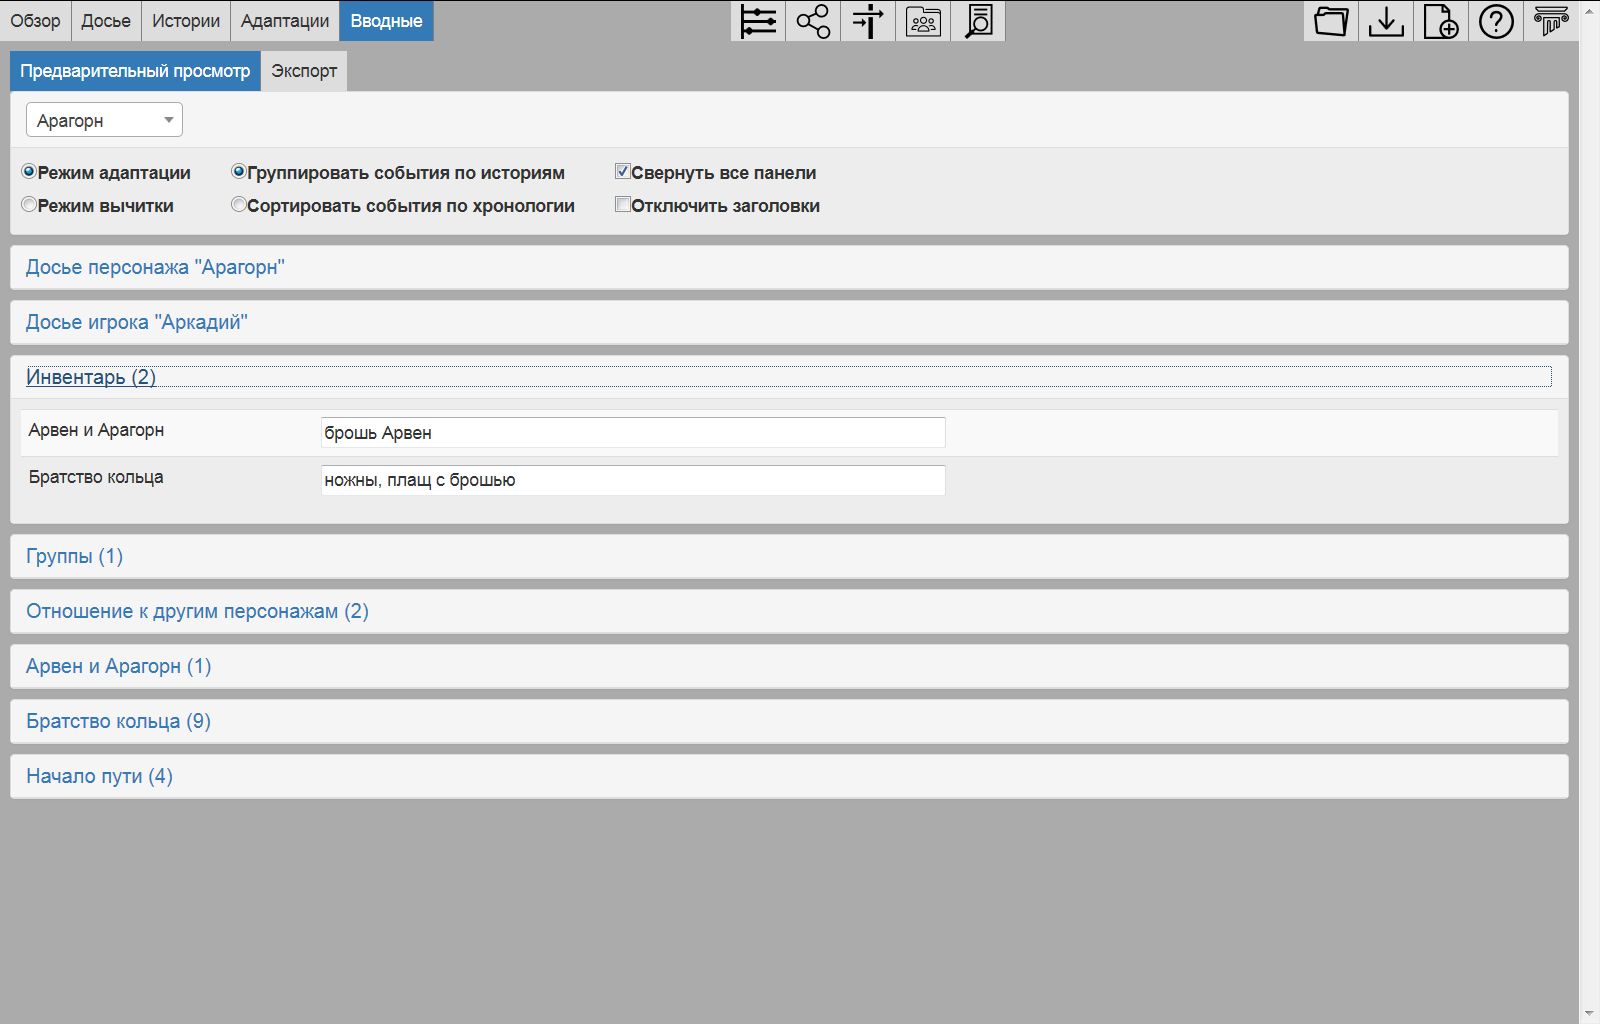 Обзор Досье Истории Адаптации Вводные
Предварительный просмотр Экспорт
Арагорн
Режим адаптации Группировать события по историям Свернуть все панели
Режим вычитки Сортировать события по хронологии Отключить заголовки
Досье персонажа "Арагорн"
Досье игрока "Аркадий"
Инвентарь (2)
Арвен и Арагорн брошь Арвен
Братство кольца ножны, плащ с брошью
Группы (1)
Отношение к другим персонажам (2)
Арвен и Арагорн (1)
Братство кольца (9)
Начало пути (4)